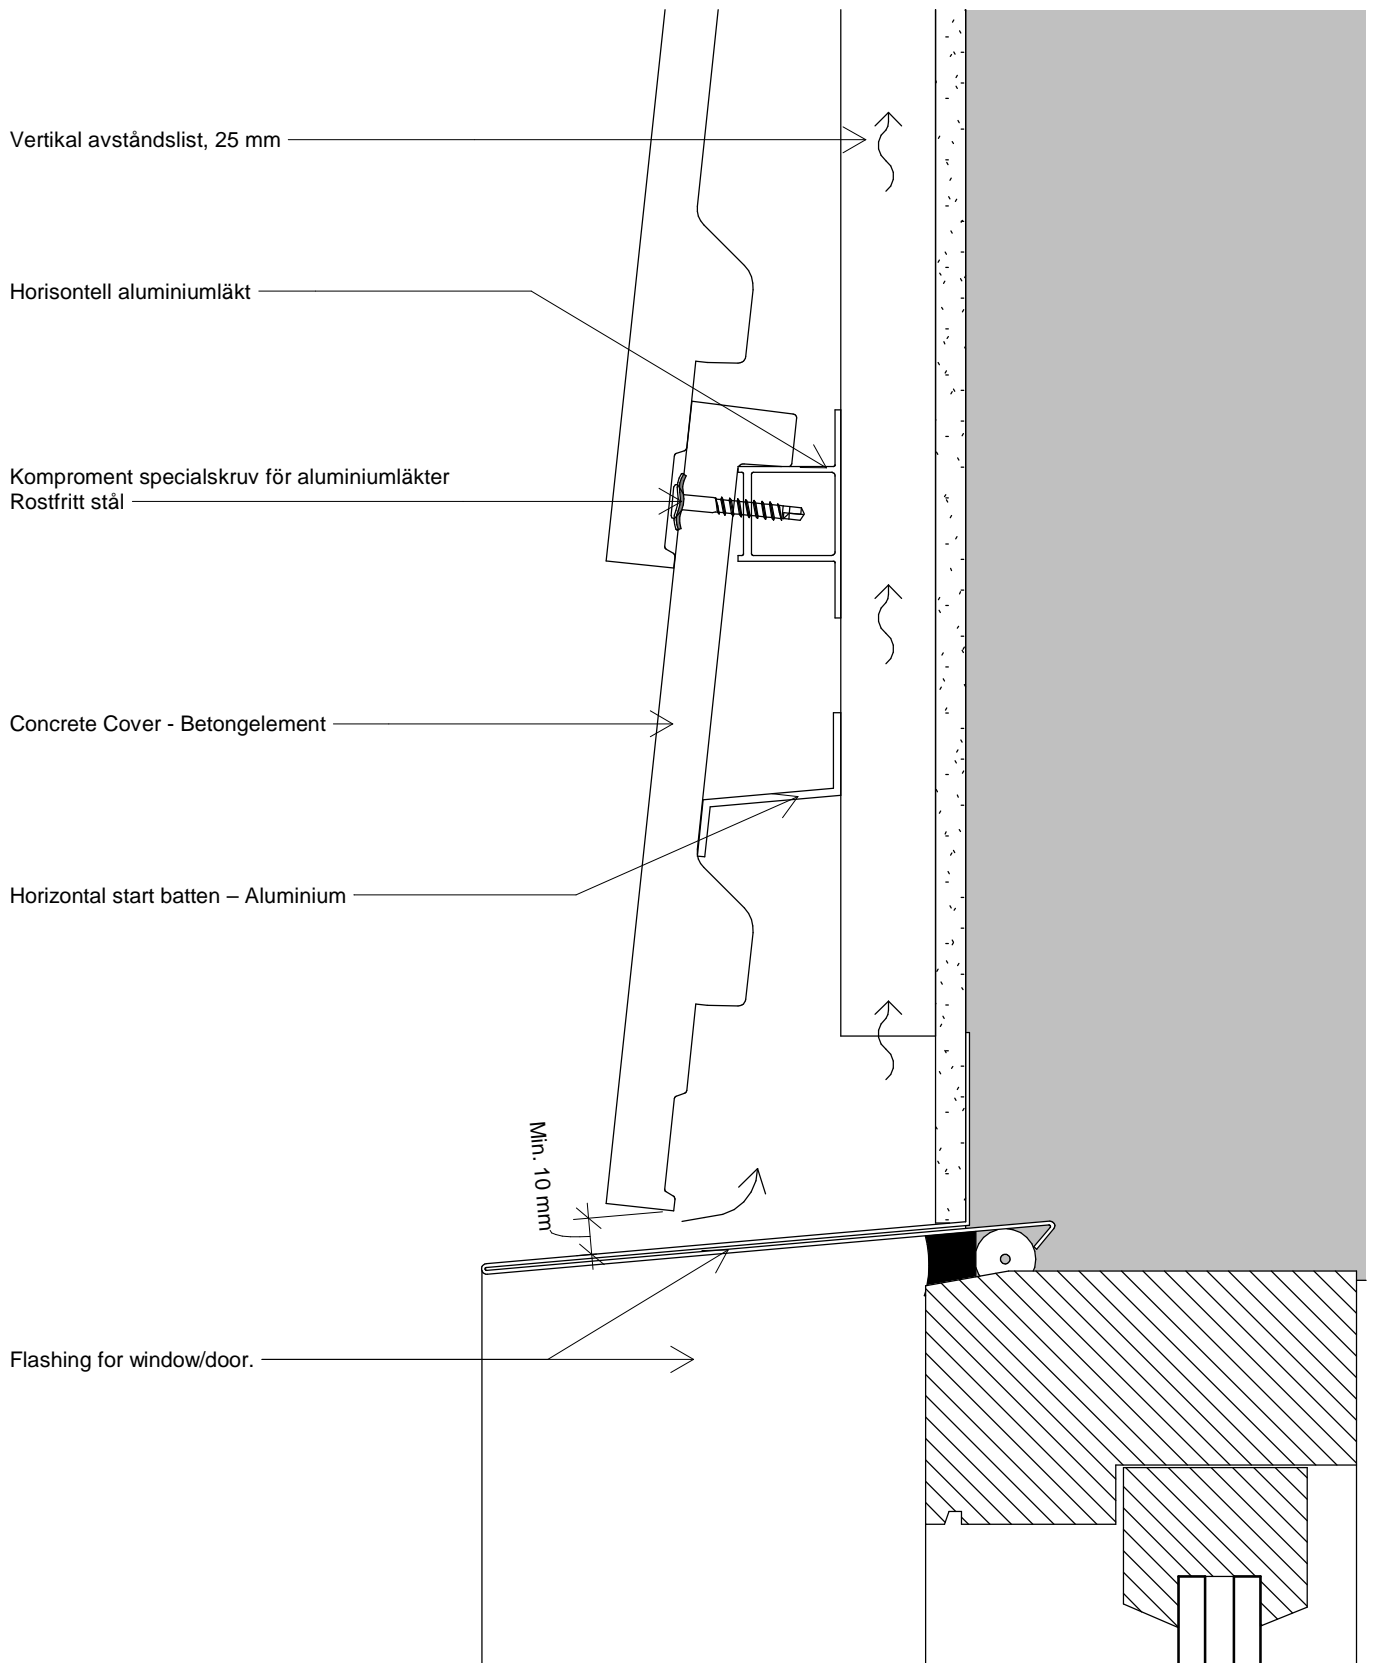 Vertikal avståndslist, 25 mm
Horisontell aluminiumläkt
Komproment specialskruv för aluminiumläkter
Rostfritt stål
Concrete Cover - Betongelement
Horizontal start batten – Aluminium
Min. 10 mm
Flashing for window/door.